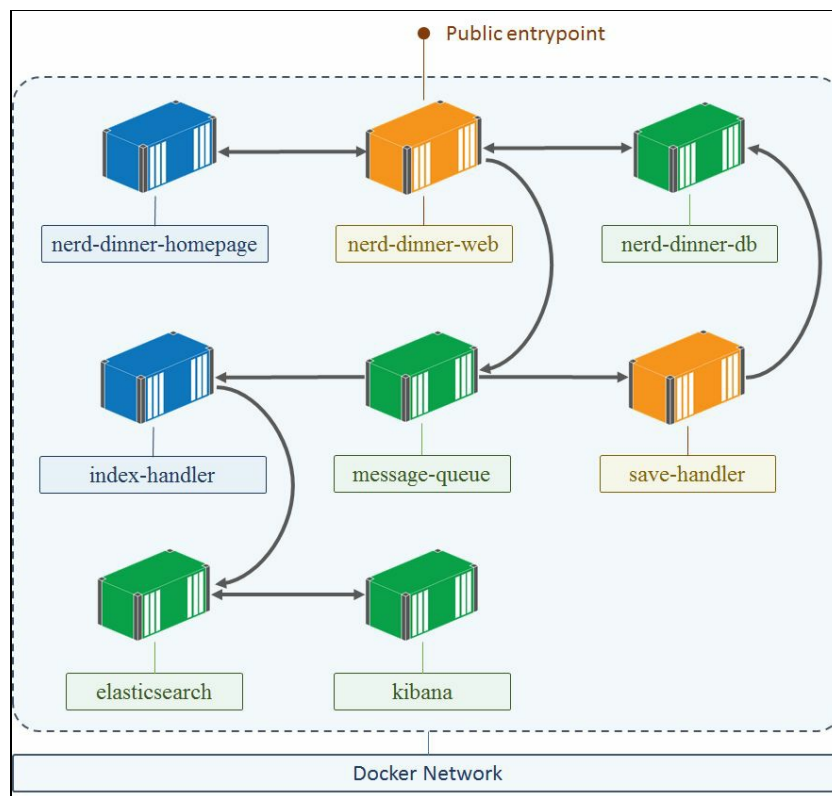 Public entrypoint
nerd-dinner-homepage
nerd-dinner-web
nerd-dinner-db
index-handler
message-queue
save-handler
elasticsearch
kibana
Docker Network